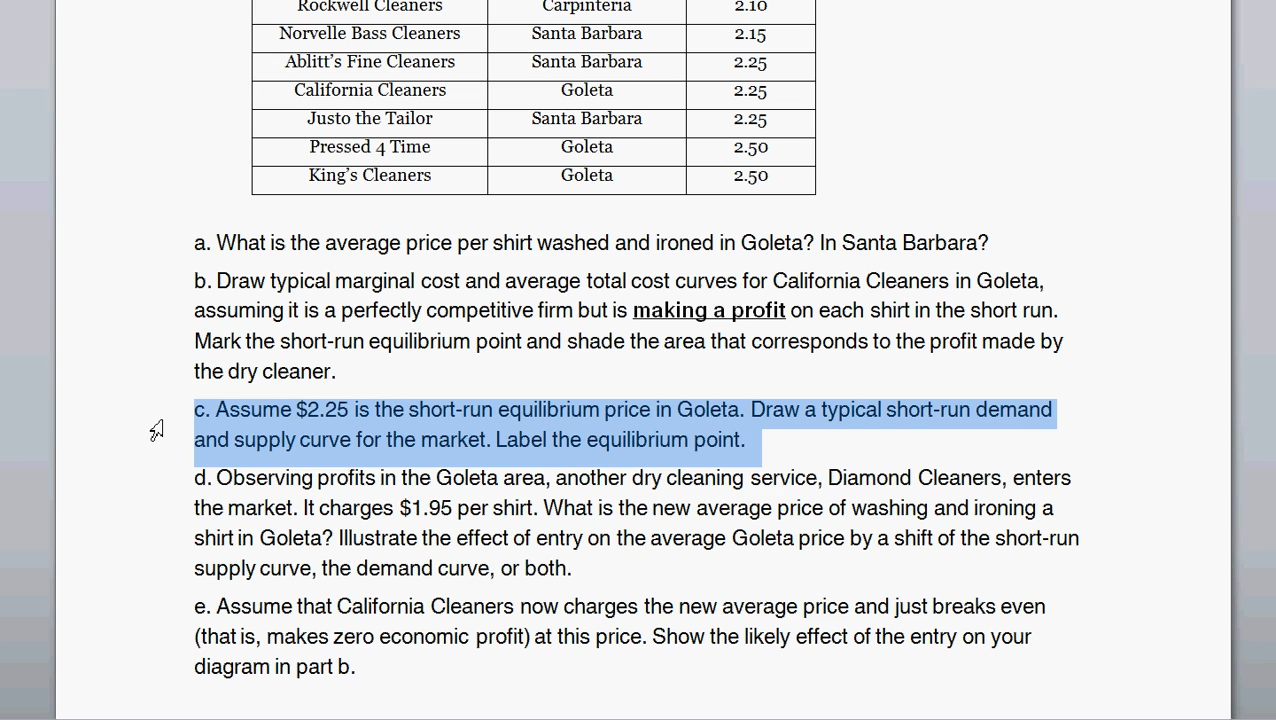 Rockwell Cleaners Carpinteria 2.10
Norvelle Bass Cleaners Santa Barbara 2.15
Ablitt’s Fine Cleaners Santa Barbara 2.25
California Cleaners Goleta 2.25
Justo the Tailor Santa Barbara 2.25
Pressed 4 Time Goleta 2.50
King’s Cleaners Goleta 2.50
a. What is the average price per shirt washed and ironed in Goleta? In Santa Barbara?
b. Draw typical marginal cost and average total cost curves for California Cleaners in Goleta,
assuming it is a perfectly competitive firm but is making a profit on each shirt in the short run.
Mark the short-run equilibrium point and shade the area that corresponds to the profit made by
the dry cleaner.
c. Assume $2.25 is the short-run equilibrium price in Goleta. Draw a typical short-run demand
and supply curve for the market. Label the equilibrium point.
d. Observing profits in the Goleta area, another dry cleaning service, Diamond Cleaners, enters
the market. It charges $1.95 per shirt. What is the new average price of washing and ironing a
shirt in Goleta? Illustrate the effect of entry on the average Goleta price by a shift of the short-run
supply curve, the demand curve, or both.
e. Assume that California Cleaners now charges the new average price and just breaks even
(that is, makes zero economic profit) at this price. Show the likely effect of the entry on your
diagram in part b.